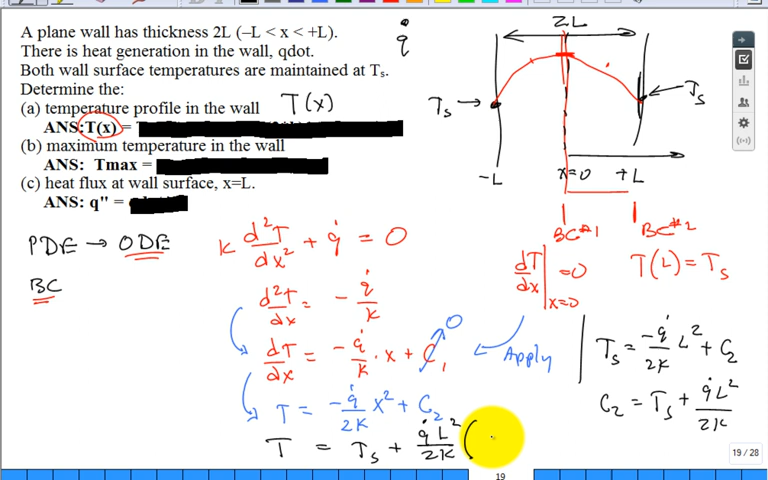 A plane wall has thickness 2L (–L < x < +L).
There is heat generation in the wall, qdot.
Both wall surface temperatures are maintained at Ts.
Determine the:
(a) temperature profile in the wall T(x)
ANS:T(x) =
(b) maximum temperature in the wall
ANS: Tmax =
(c) heat flux at wall surface, x=L.
ANS: q" =
q̇
2L
Ts →
← Ts
-L x=0 +L
BC#1 BC#2
dT/dx |x=0 =0 T(L) = Ts
PDE → ODE
BC
k d²T/dx² + q̇ = 0
d²T/dx = - q̇/k
dT/dx = - q̇/k · x + C₁ 0
← Apply
T = - q̇/2k x² + C₂
T = Ts + q̇L²/2k (
Ts = -q̇/2k L² + C₂
C₂ = Ts + q̇L²/2k
19 / 28
19